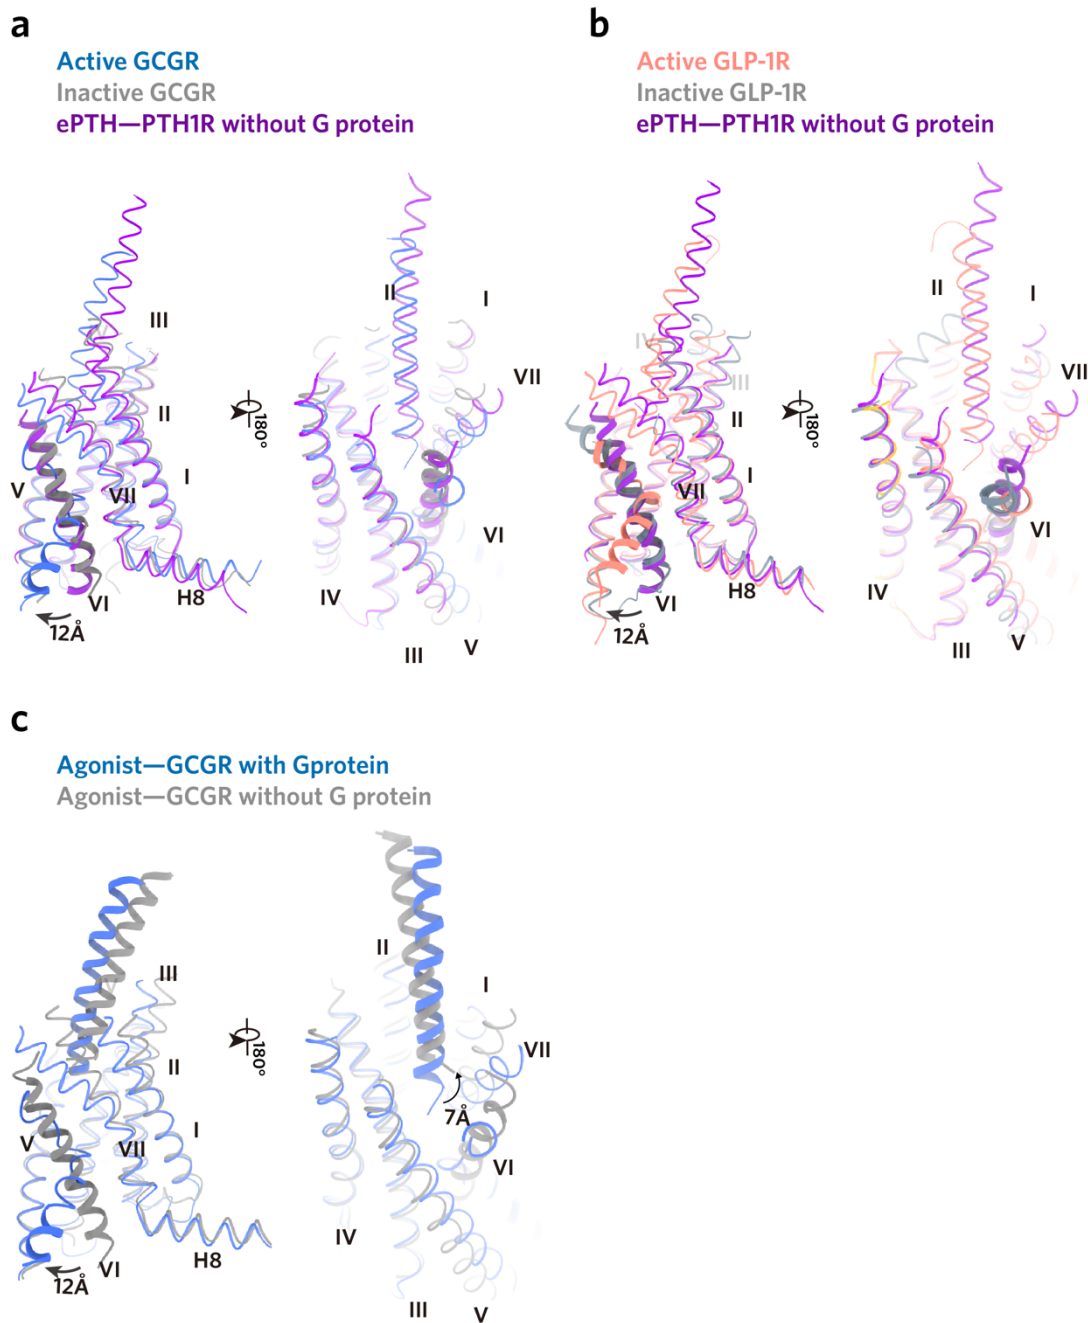 a
Active GCGR
Inactive GCGR
ePTH—PTH1R without G protein
III
II
I
V
VII
VI
H8
12Å
180°
II
I
VII
VI
IV
V
III
b
Active GLP-1R
Inactive GLP-1R
ePTH—PTH1R without G protein
IV
III
II
I
VII
VI
H8
12Å
180°
II
I
VII
VI
IV
V
III
c
Agonist—GCGR with Gprotein
Agonist—GCGR without G protein
III
II
I
V
VII
VI
H8
12Å
180°
II
I
VII
7Å
VI
IV
III
V